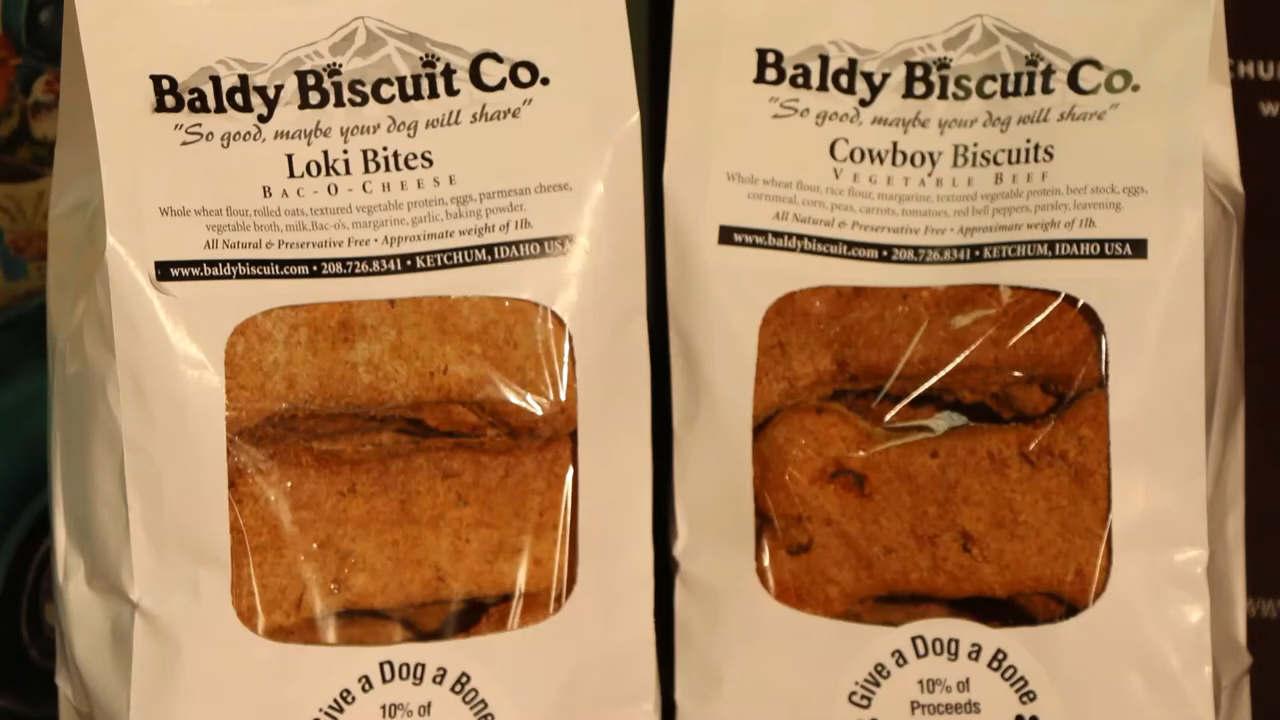 Baldy Biscuit Co.
"So good, maybe your dog will share"
Loki Bites
BAC-O-CHEESE
Whole wheat flour, rolled oats, textured vegetable protein, eggs, parmesan cheese,
vegetable broth, milk,Bac-o's, margarine, garlic, baking powder.
All Natural & Preservative Free • Approximate weight of 1lb.
www.baldybiscuit.com • 208.726.8341 • KETCHUM, IDAHO USA
Give a Dog a Bone
10% of
Baldy Biscuit Co.
"So good, maybe your dog will share"
Cowboy Biscuits
VEGETABLE BEEF
Whole wheat flour, rice flour, margarine, textured vegetable protein, beef stock, eggs,
cornmeal, corn, peas, carrots, tomatoes, red bell peppers, parsley, leavening.
All Natural & Preservative Free • Approximate weight of 1lb.
www.baldybiscuit.com • 208.726.8341 • KETCHUM, IDAHO USA
Give a Dog a Bone
10% of
Proceeds